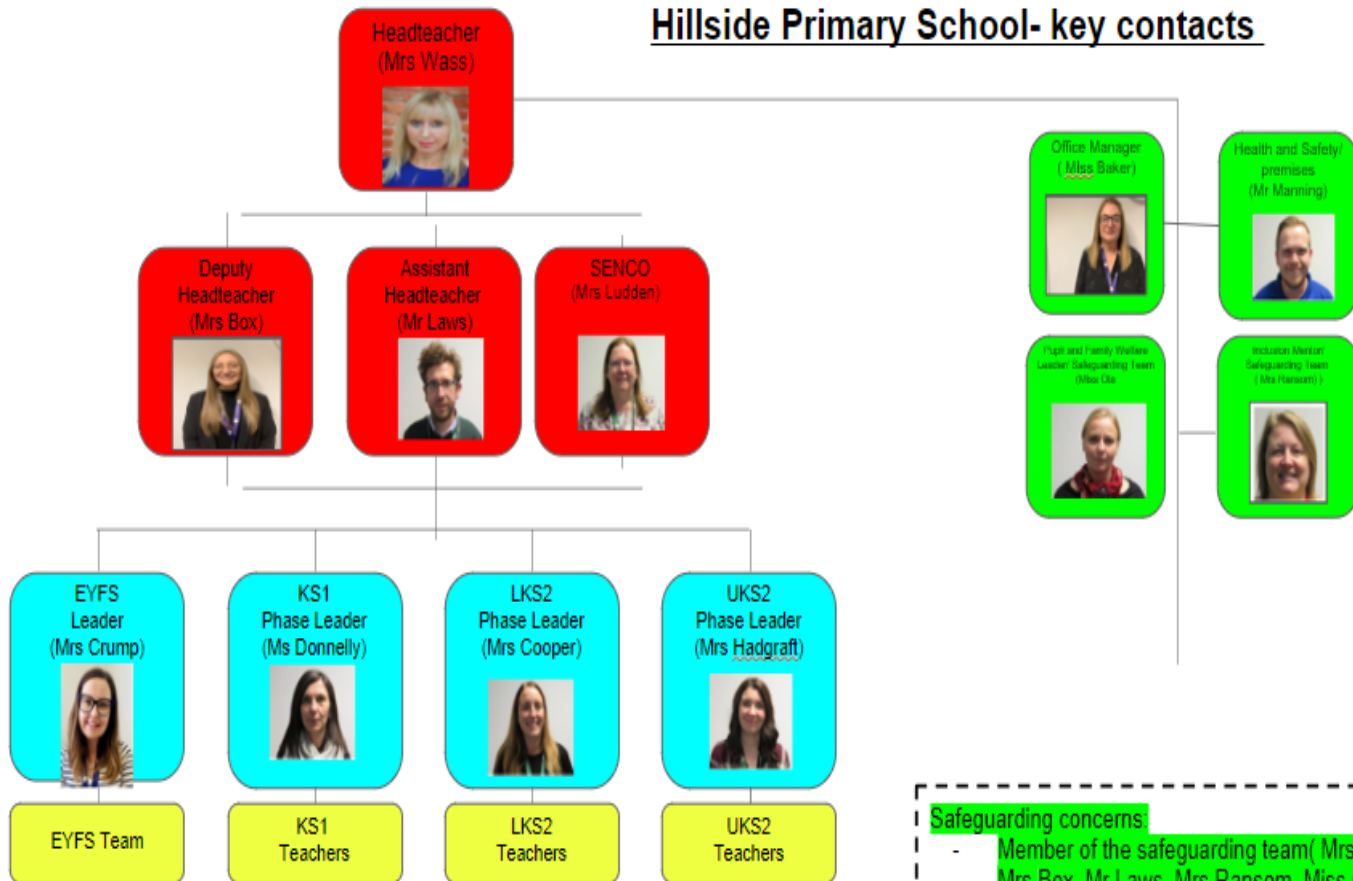 Hillside Primary School- key contacts
Headteacher
(Mrs Wass)
Office Manager
( MIss Baker)
Health and Safety/
premises
(Mr Manning)
Deputy
Headteacher
(Mrs Box)
Assistant
Headteacher
(Mr Laws)
SENCO
(Mrs Ludden)
Pupil and Family Welfare
Leader/ Safeguarding Team
(Miss Ola
Inclusion Mentor/
Safeguarding Team
( Mrs Ransom) )
EYFS
Leader
(Mrs Crump)
KS1
Phase Leader
(Ms Donnelly)
LKS2
Phase Leader
(Mrs Cooper)
UKS2
Phase Leader
(Mrs Hadgraft)
EYFS Team
KS1
Teachers
LKS2
Teachers
UKS2
Teachers
Safeguarding concerns:
- Member of the safeguarding team( Mrs
Mrs Box, Mr Laws, Mrs Ransom, Miss